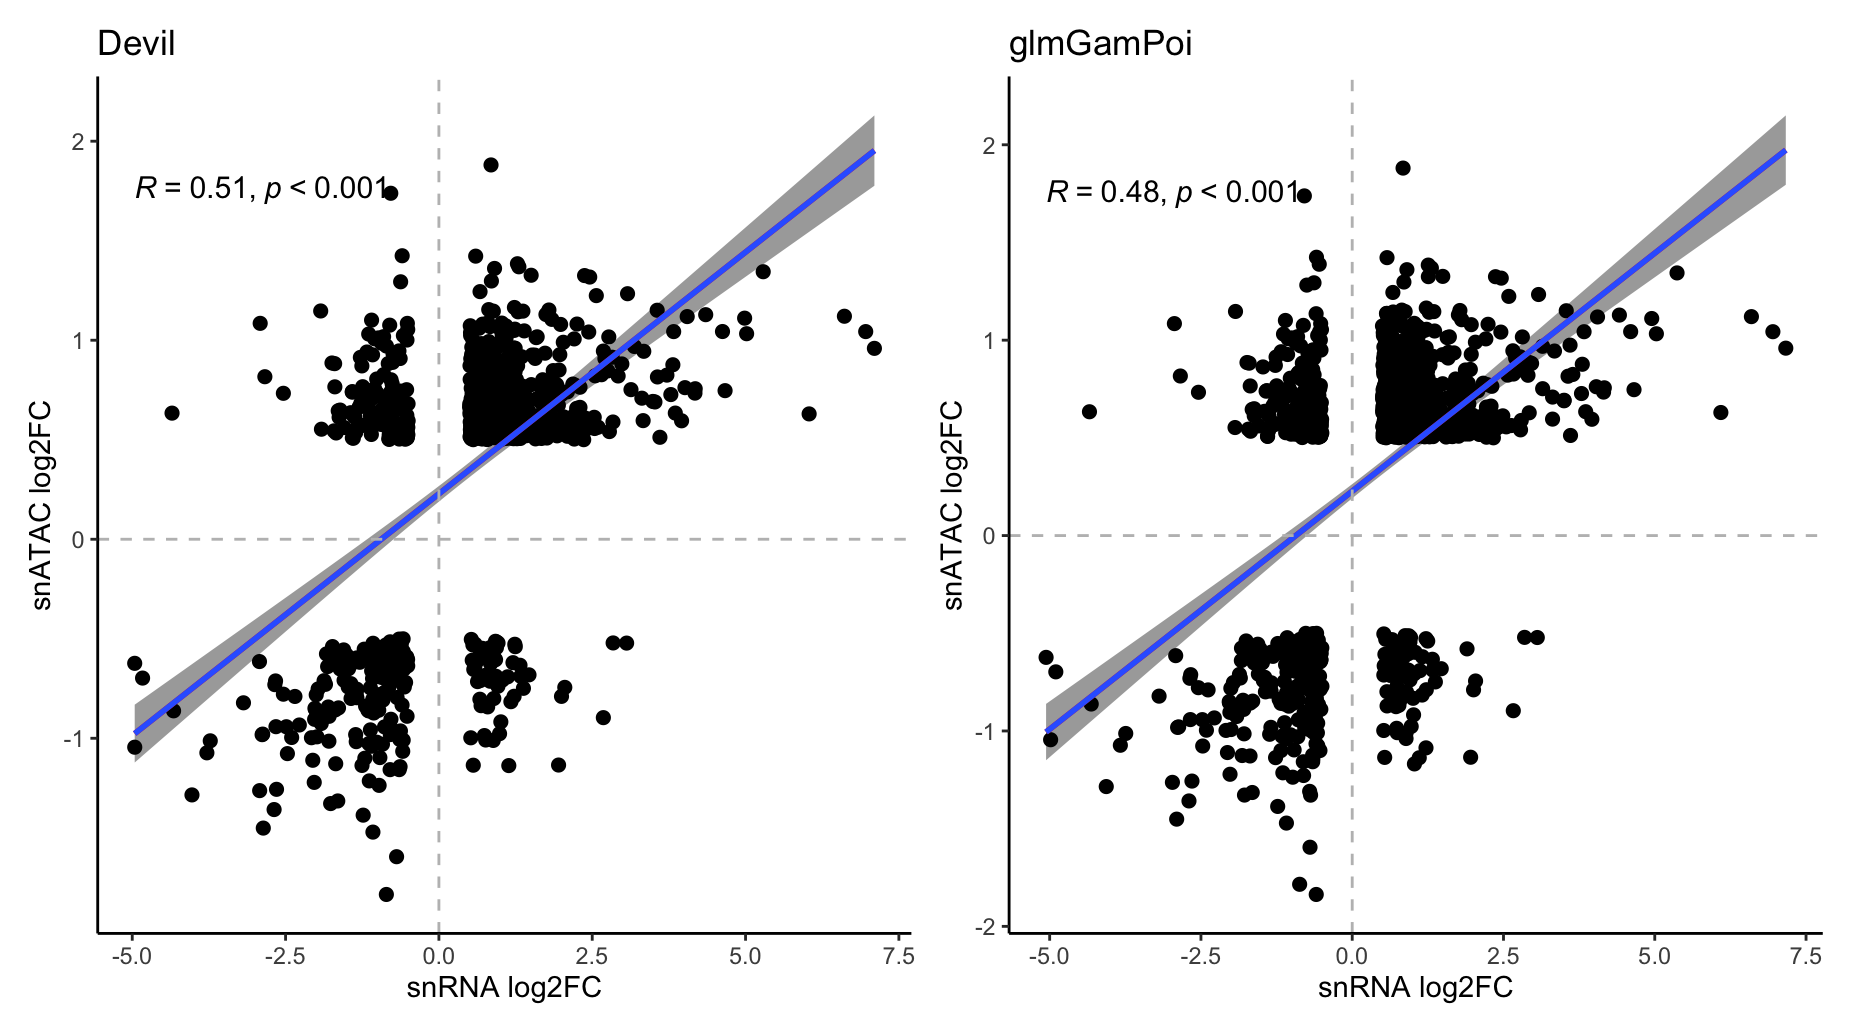 Devil
R = 0.51, p < 0.001
2
1
0
-1
-5.0 -2.5 0.0 2.5 5.0 7.5
snRNA log2FC
snATAC log2FC
glmGamPoi
R = 0.48, p < 0.001
2
1
0
-1
-2
-5.0 -2.5 0.0 2.5 5.0 7.5
snRNA log2FC
snATAC log2FC